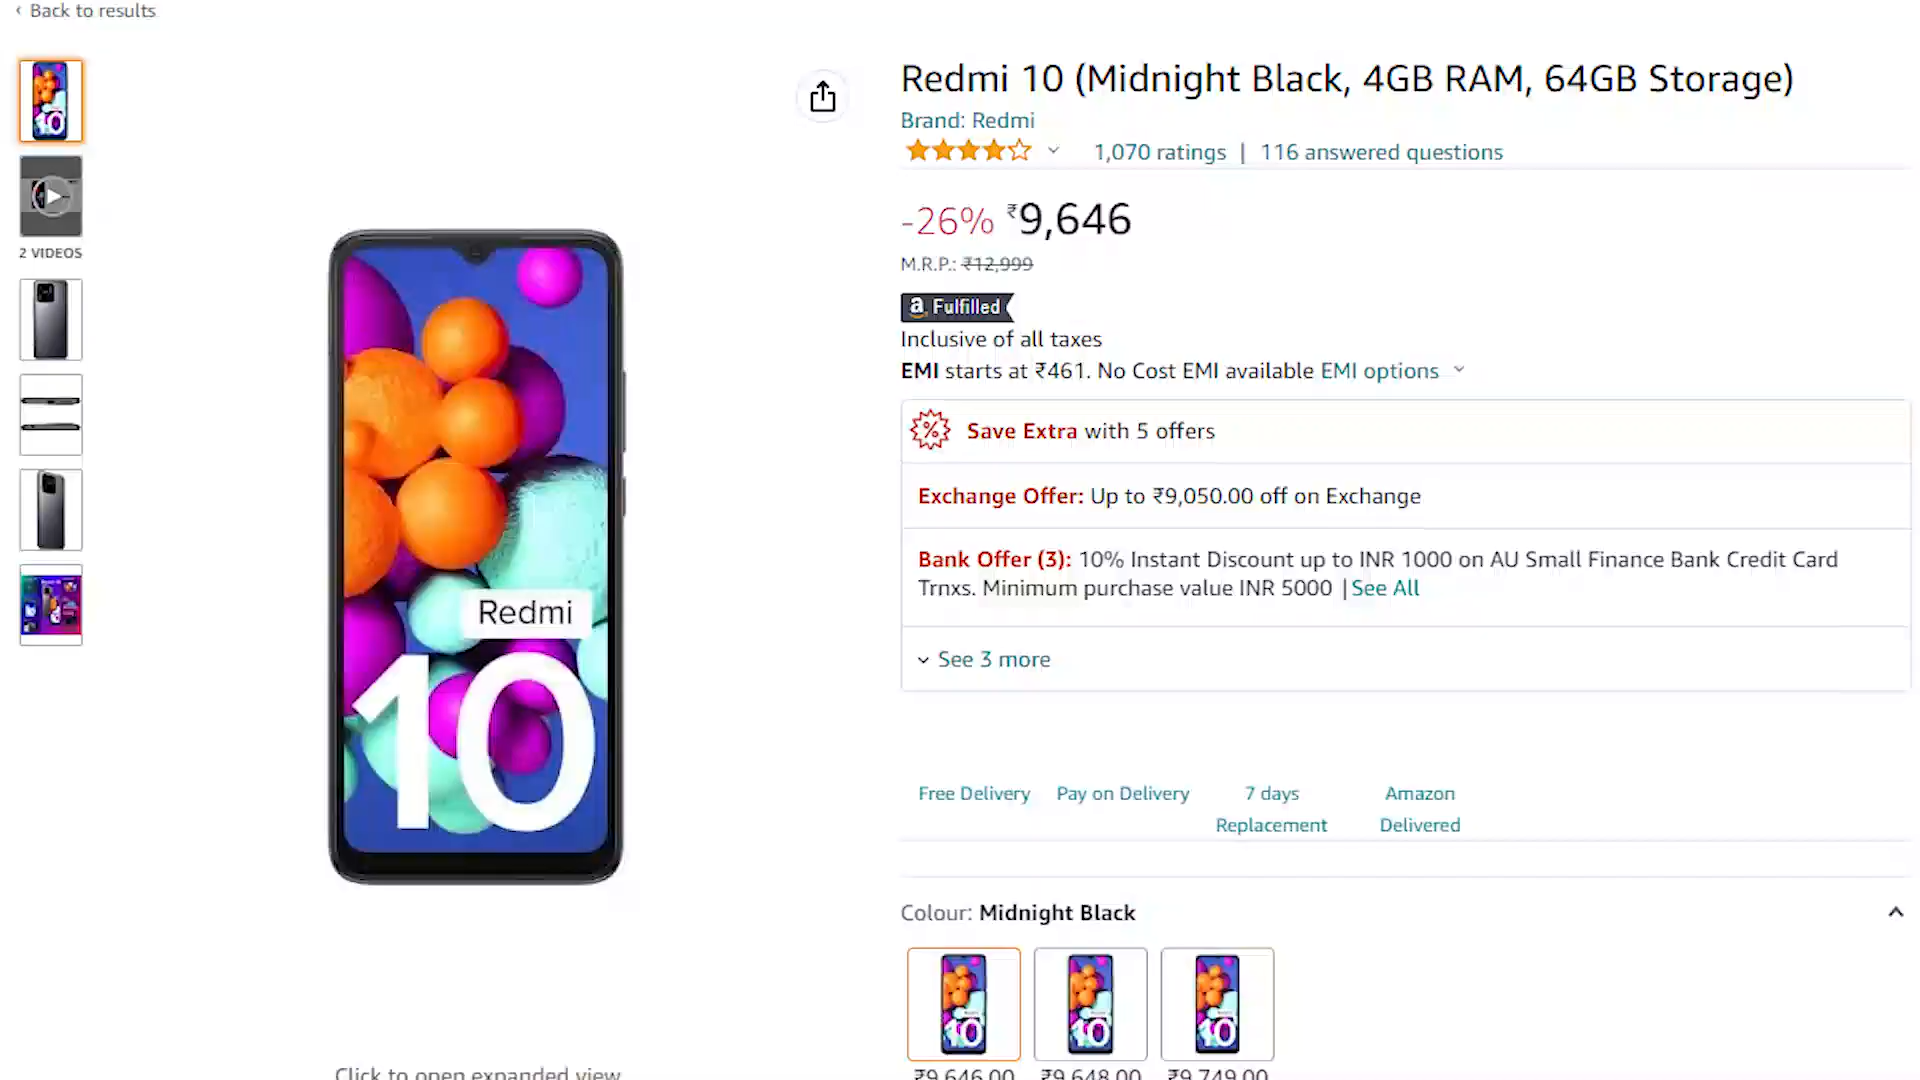 ‹ Back to results
10
2 VIDEOS
Redmi
10
Click to open expanded view
Redmi 10 (Midnight Black, 4GB RAM, 64GB Storage)
Brand: Redmi
1,070 ratings | 116 answered questions
-26% ₹9,646
M.R.P.: ₹12,999
a Fulfilled
Inclusive of all taxes
EMI starts at ₹461. No Cost EMI available EMI options
% Save Extra with 5 offers
Exchange Offer: Up to ₹9,050.00 off on Exchange
Bank Offer (3): 10% Instant Discount up to INR 1000 on AU Small Finance Bank Credit Card
Trnxs. Minimum purchase value INR 5000 | See All
See 3 more
Free Delivery Pay on Delivery 7 days Amazon
Replacement Delivered
Colour: Midnight Black
10 10 10
₹9,646.00 ₹9,648.00 ₹9,749.00